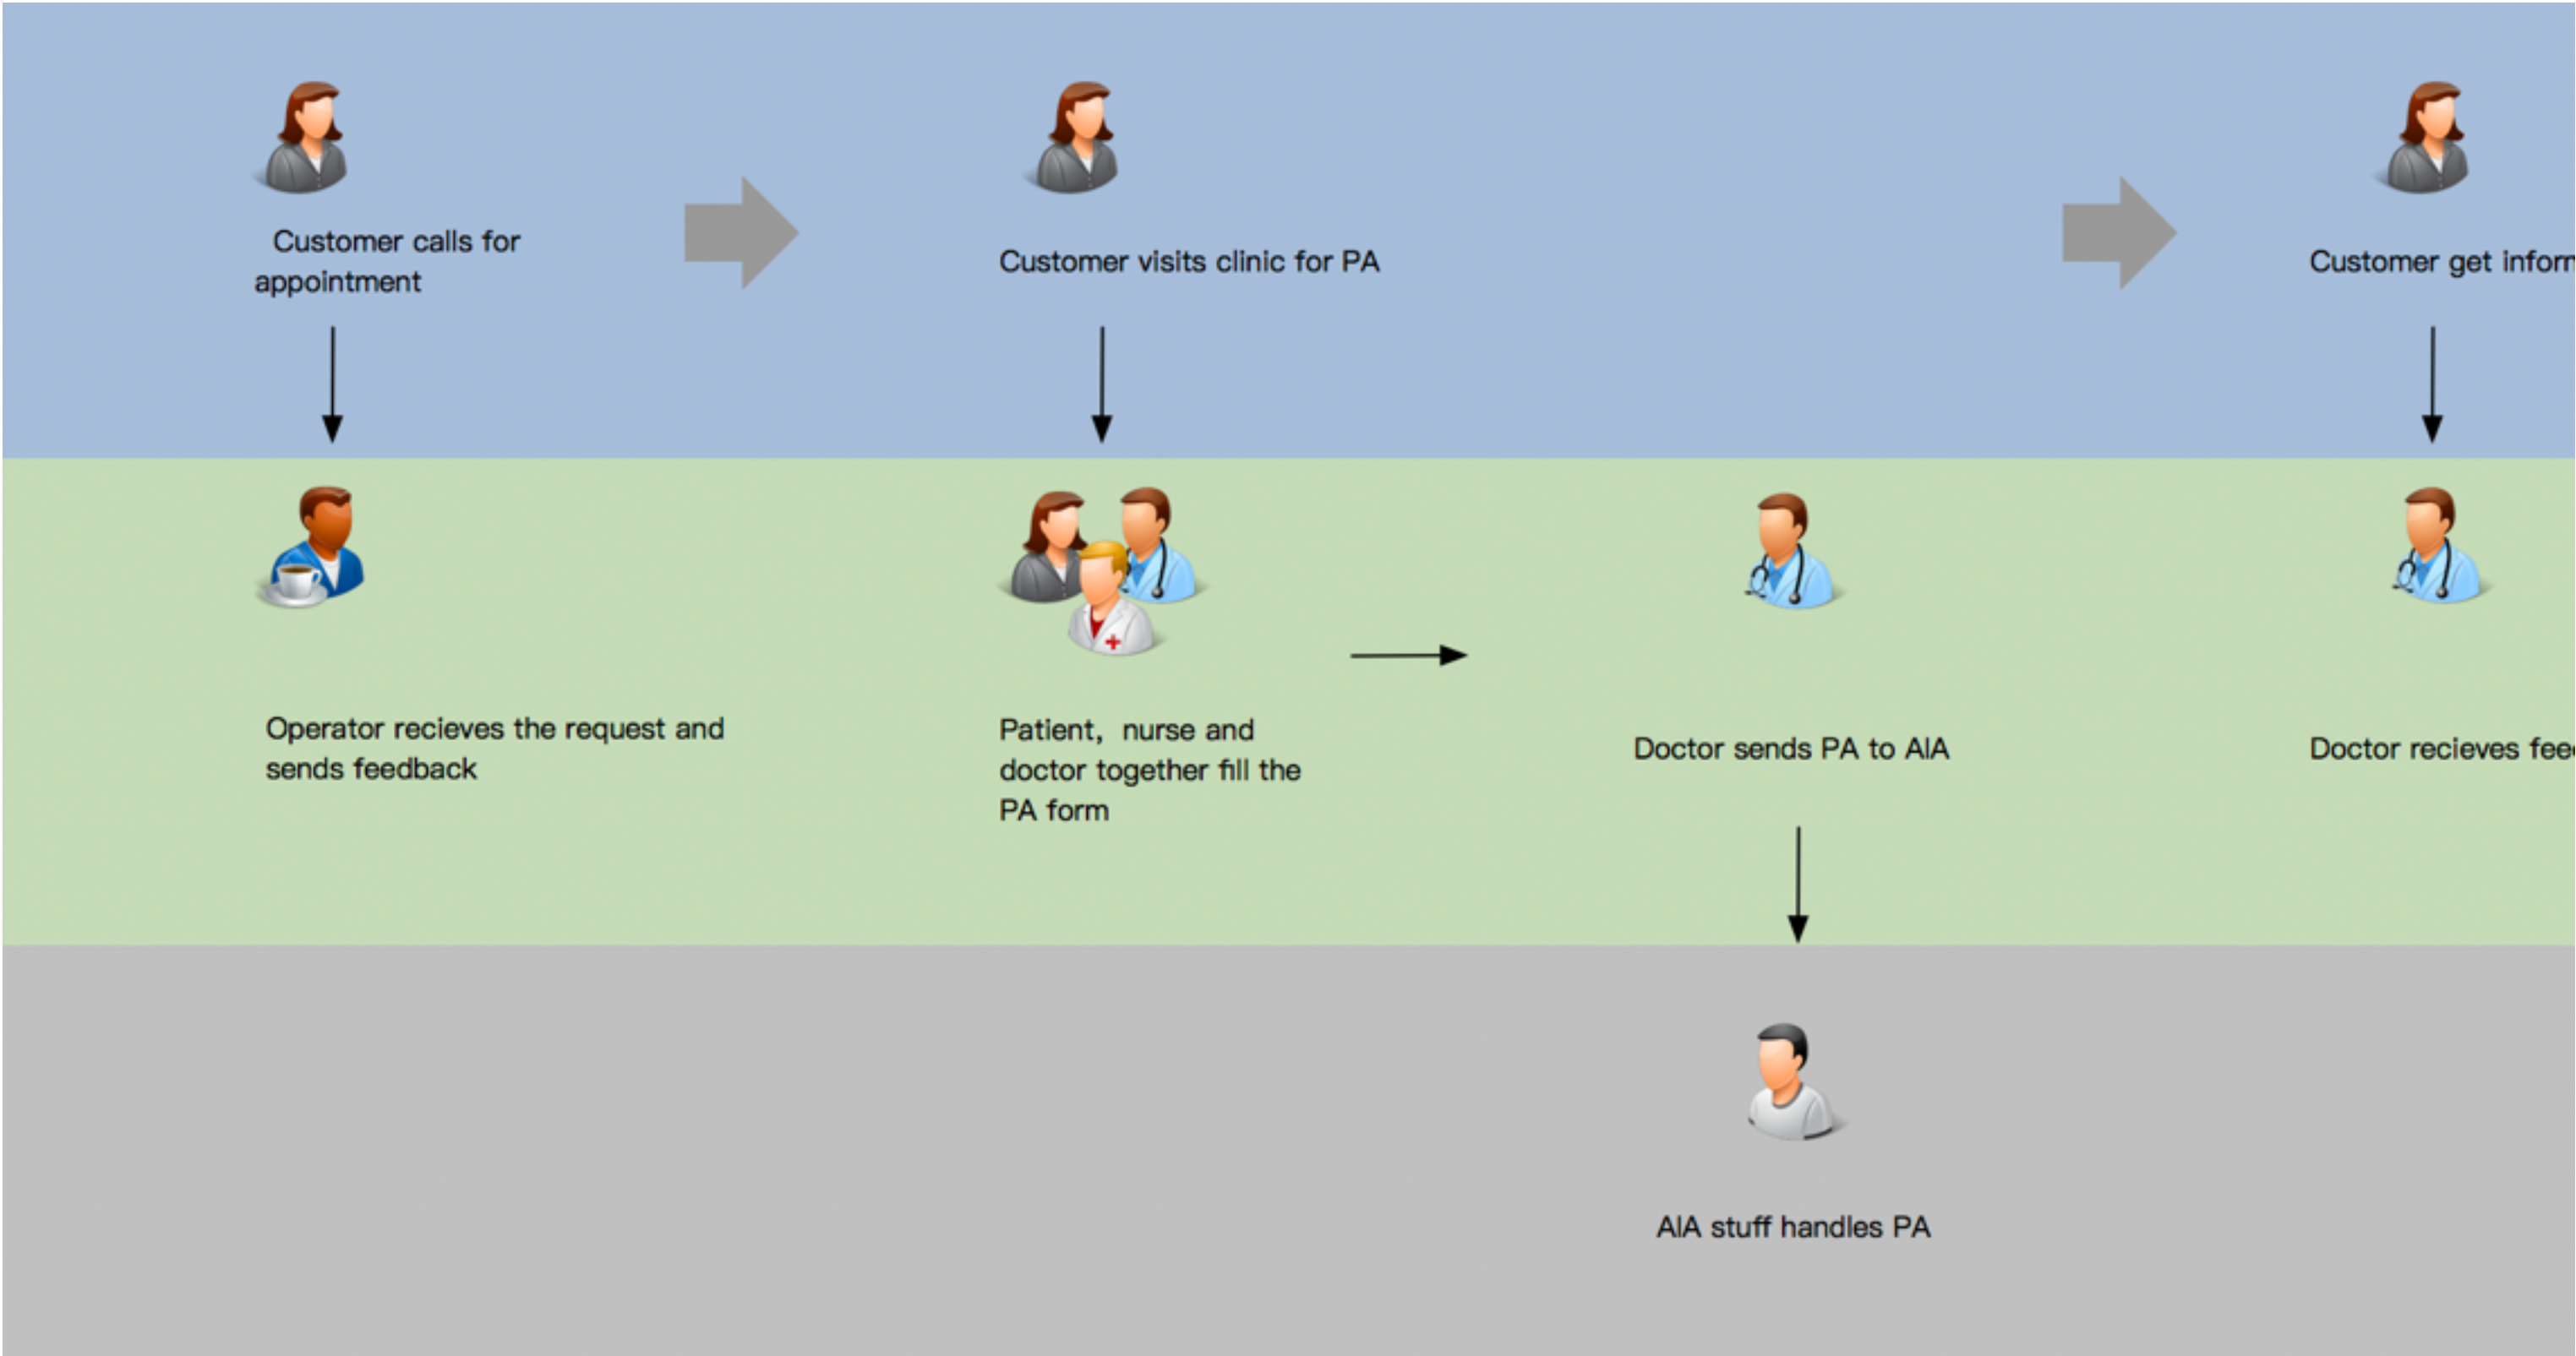 Customer calls for
appointment
Customer visits clinic for PA
Customer get
Operator recieves the request and
sends feedback
Patient, nurse and
doctor together fill the
PA form
Doctor sends PA to AIA
Doctor recieves
AIA stuff handles PA